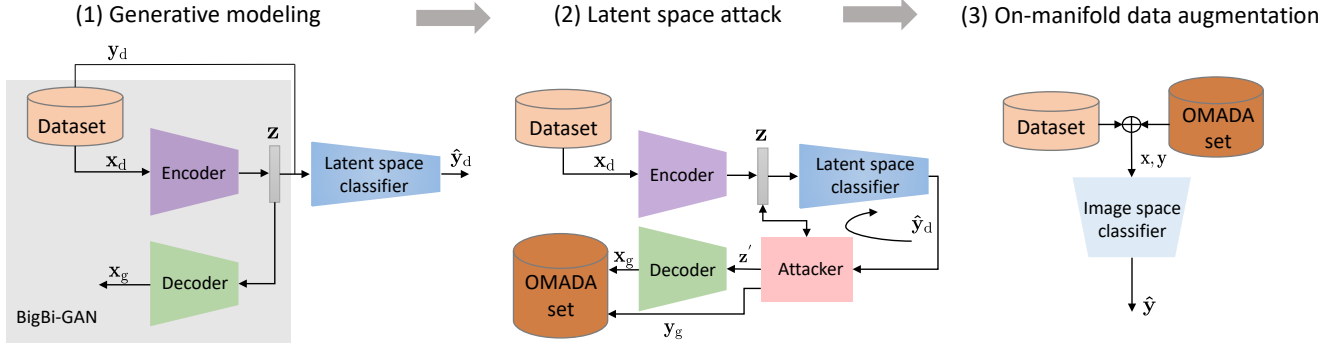 (1) Generative modeling
(2) Latent space attack
(3) On-manifold data augmentation
y_d
Dataset
x_d
Encoder
z
Latent space
classifier
ŷ_d
x_g
Decoder
BigBi-GAN
Dataset
x_d
Encoder
z
Latent space
classifier
ŷ_d
OMADA
set
x_g
Decoder
z′
Attacker
y_g
Dataset
OMADA
set
x, y
Image space
classifier
ŷ